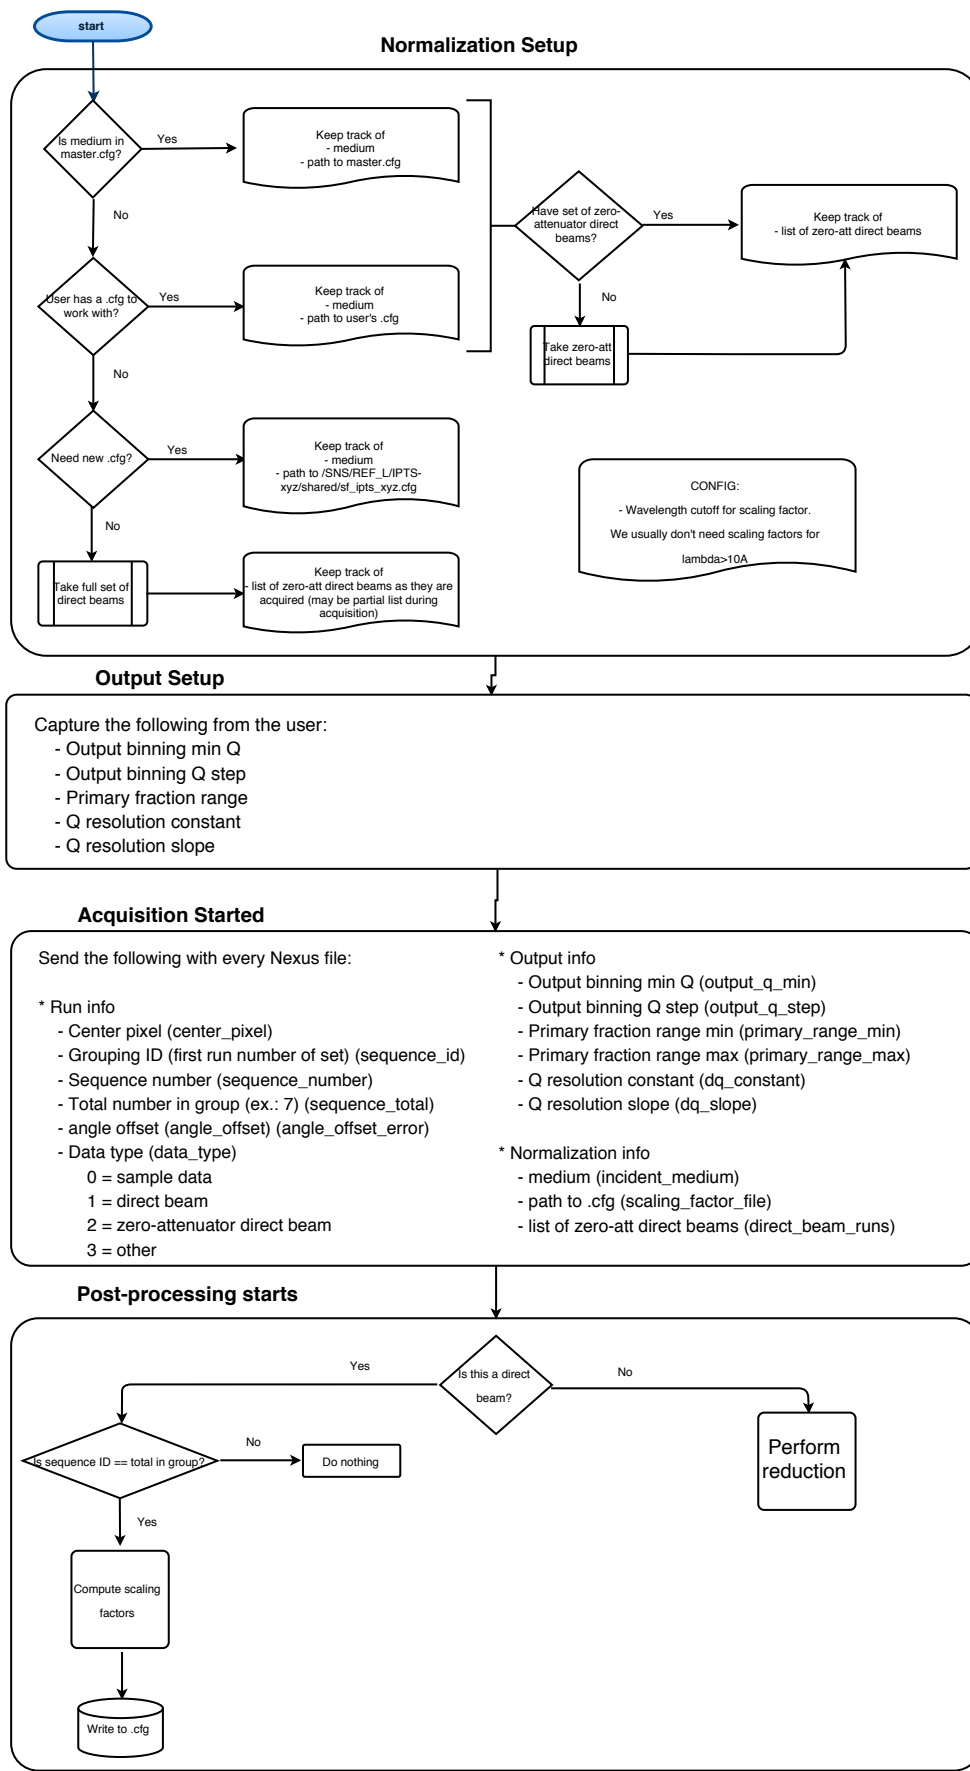 start
Normalization Setup
Is medium in
master.cfg?
Yes
Keep track of
- medium
- path to master.cfg
No
Have set of zero-
attenuator direct
beams?
Yes
Keep track of
- list of zero-att direct beams
No
Take zero-att
direct beams
User has a .cfg to
work with?
Yes
Keep track of
- medium
- path to user's .cfg
No
Need new .cfg?
Yes
Keep track of
- medium
- path to /SNS/REF_L/IPTS-
xyz/shared/sf_ipts_xyz.cfg
No
CONFIG:
- Wavelength cutoff for scaling factor.
We usually don't need scaling factors for
lambda>10A
Take full set of
direct beams
Keep track of
- list of zero-att direct beams as they are
acquired (may be partial list during
acquisition)
Output Setup
Capture the following from the user:
- Output binning min Q
- Output binning Q step
- Primary fraction range
- Q resolution constant
- Q resolution slope
Acquisition Started
Send the following with every Nexus file:
* Run info
- Center pixel (center_pixel)
- Grouping ID (first run number of set) (sequence_id)
- Sequence number (sequence_number)
- Total number in group (ex.: 7) (sequence_total)
- angle offset (angle_offset) (angle_offset_error)
- Data type (data_type)
0 = sample data
1 = direct beam
2 = zero-attenuator direct beam
3 = other
* Output info
- Output binning min Q (output_q_min)
- Output binning Q step (output_q_step)
- Primary fraction range min (primary_range_min)
- Primary fraction range max (primary_range_max)
- Q resolution constant (dq_constant)
- Q resolution slope (dq_slope)
* Normalization info
- medium (incident_medium)
- path to .cfg (scaling_factor_file)
- list of zero-att direct beams (direct_beam_runs)
Post-processing starts
Is this a direct
beam?
Yes
No
Is sequence ID == total in group?
No
Do nothing
Perform
reduction
Yes
Compute scaling
factors
Write to .cfg